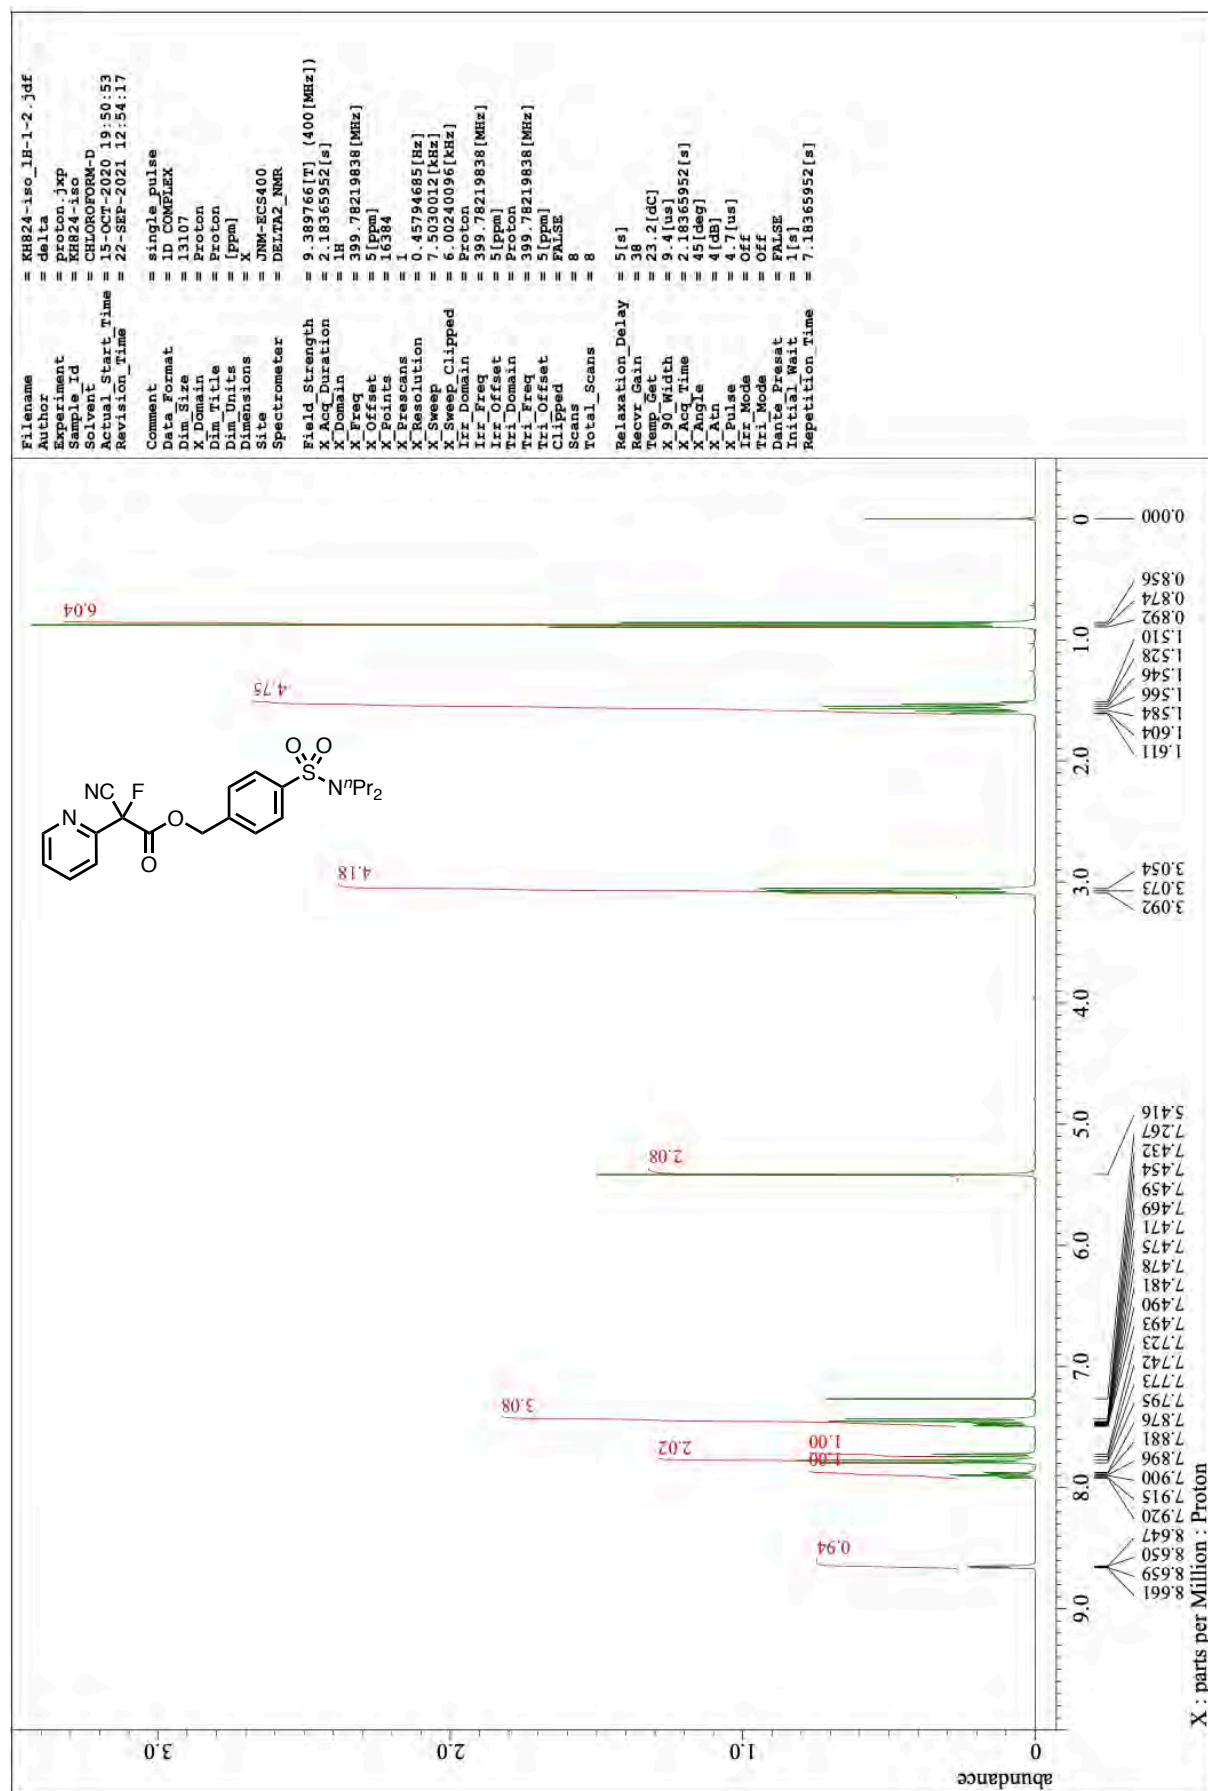 Filename = KH824-iso_1H-1-2.jdf
Author = delta
Experiment = proton.jxp
Sample_Id = KH824-iso
Solvent = CHLOROFORM-D
Actual_Start_Time = 15-OCT-2020 19:50:53
Revision_Time = 22-SEP-2021 12:54:17
Comment = single_pulse
Data_Format = 1D COMPLEX
Dim_Size = 13107
X_Domain = Proton
Dim_Title = Proton
Dim_Units = [ppm]
Dimensions = X
Site = JNM-ECS400
Spectrometer = DELTA2_NMR
Field_Strength = 9.389766[T] (400[MHz])
X_Acq_Duration = 2.18365952[s]
X_Domain = 1H
X_Freq = 399.78219838[MHz]
X_Offset = 5[ppm]
X_Points = 16384
X_Prescans = 1
X_Resolution = 0.45794685[Hz]
X_Sweep = 7.5030012[kHz]
X_Sweep_Clipped = 6.00240096[kHz]
Irr_Domain = Proton
Irr_Freq = 399.78219838[MHz]
Irr_Offset = 5[ppm]
Tri_Domain = Proton
Tri_Freq = 399.78219838[MHz]
Tri_Offset = 5[ppm]
Clipped = FALSE
Scans = 8
Total_Scans = 8
Relaxation_Delay = 5[s]
Recvr_Gain = 38
Temp_Get = 23.2[dC]
X_90_Width = 9.4[us]
X_Acq_Time = 2.18365952[s]
X_Angle = 45[deg]
X_Atn = 4[dB]
X_Pulse = 4.7[us]
Irr_Mode = Off
Tri_Mode = Off
Dante_Presat = FALSE
Initial_Wait = 1[s]
Repetition_Time = 7.18365952[s]
abundance
0 1.0 2.0 3.0
N
NC
F
O
O
S
O O
NⁿPr₂
0.94
1.00
2.02
1.00
3.08
2.08
4.18
4.75
6.04
9.0 8.0 7.0 6.0 5.0 4.0 3.0 2.0 1.0 0
8.661
8.659
8.650
8.647
7.920
7.915
7.900
7.896
7.881
7.876
7.795
7.773
7.742
7.723
7.493
7.490
7.481
7.478
7.475
7.471
7.469
7.459
7.454
7.432
7.267
5.416
3.092
3.073
3.054
1.611
1.604
1.584
1.566
1.546
1.528
1.510
0.892
0.874
0.856
0.000
X : parts per Million : Proton